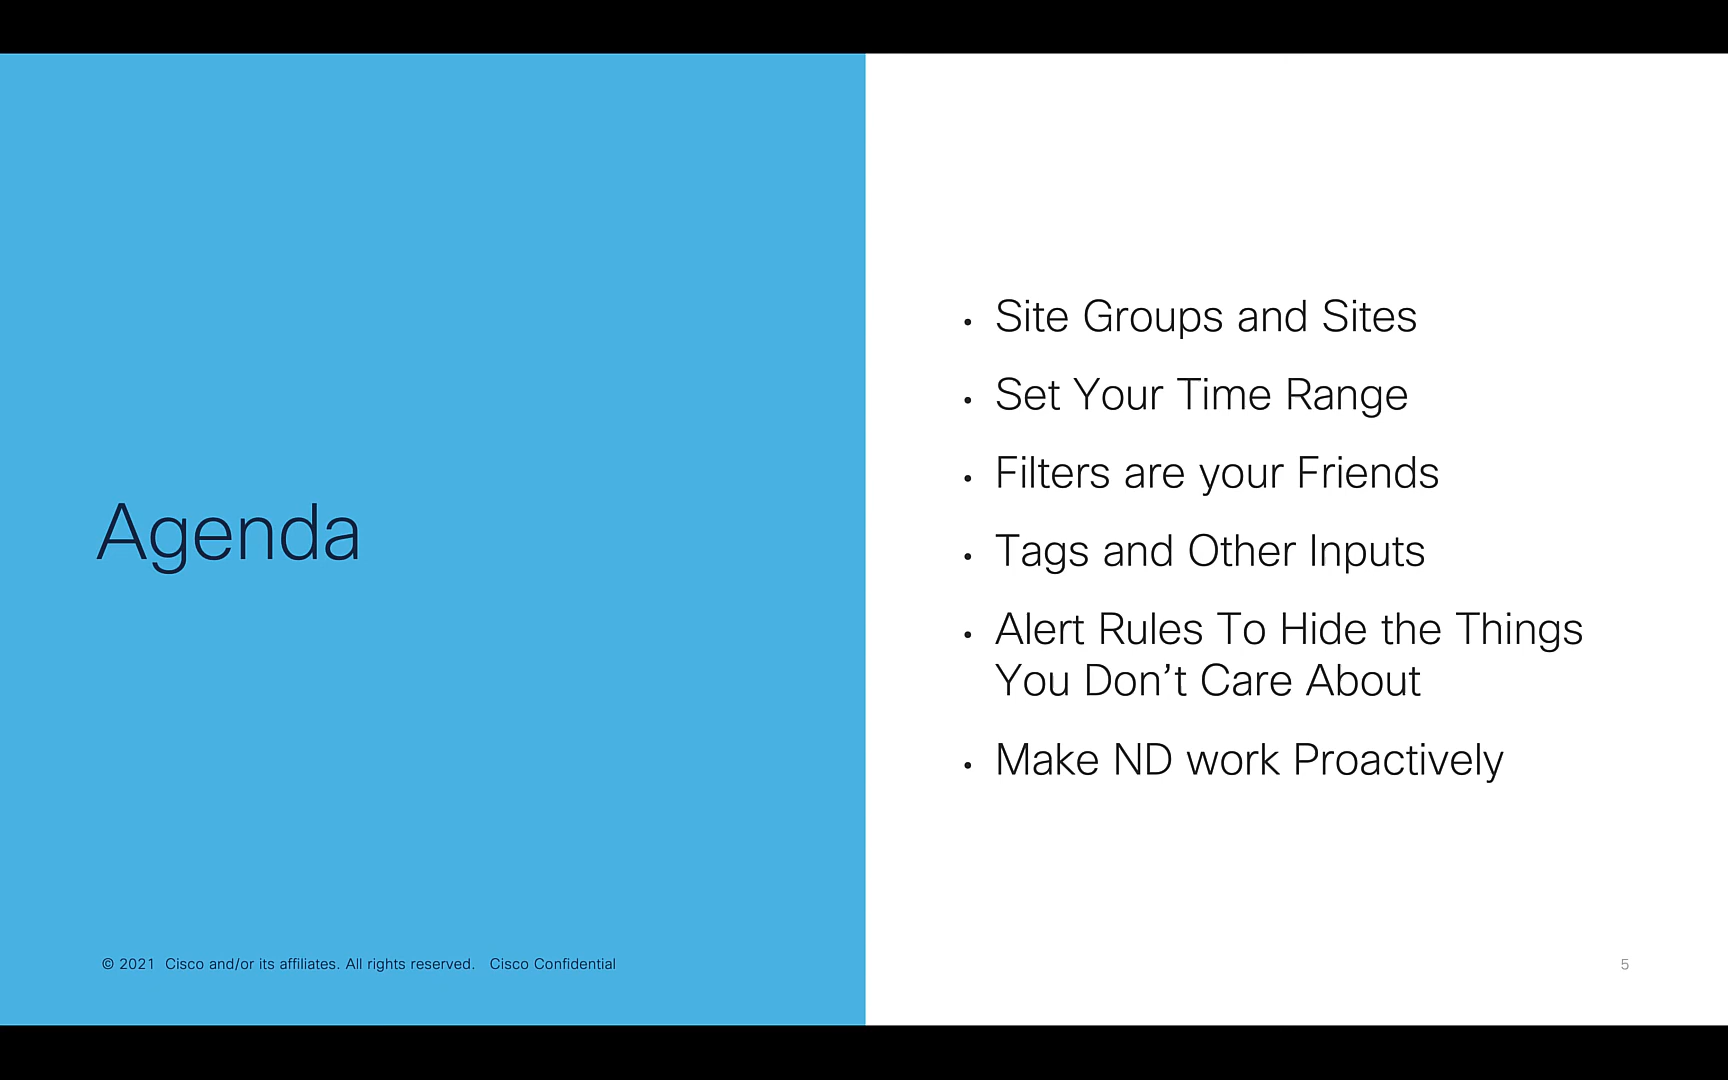 Agenda
• Site Groups and Sites
• Set Your Time Range
• Filters are your Friends
• Tags and Other Inputs
• Alert Rules To Hide the Things
You Don’t Care About
• Make ND work Proactively
© 2021 Cisco and/or its affiliates. All rights reserved. Cisco Confidential
5